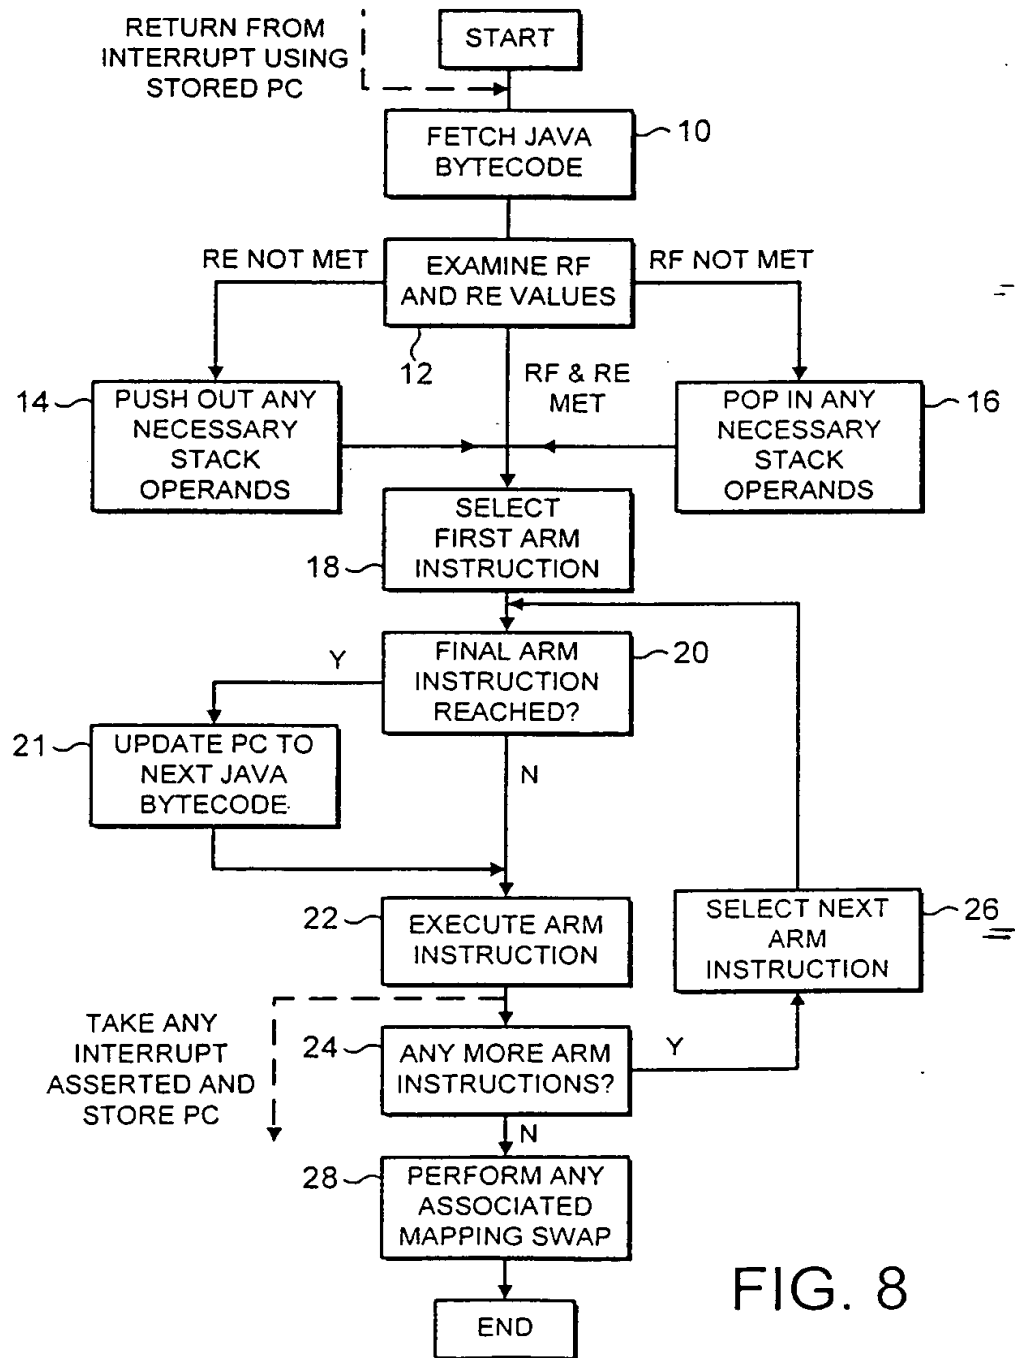 RETURN FROM
INTERRUPT USING
STORED PC
START
FETCH JAVA
BYTECODE
10
RE NOT MET
EXAMINE RF
AND RE VALUES
RF NOT MET
12
RF & RE
MET
14
PUSH OUT ANY
NECESSARY
STACK
OPERANDS
POP IN ANY
NECESSARY
STACK
OPERANDS
16
SELECT
FIRST ARM
INSTRUCTION
18
FINAL ARM
INSTRUCTION
REACHED?
20
Y
21
UPDATE PC TO
NEXT JAVA
BYTECODE
N
22
EXECUTE ARM
INSTRUCTION
SELECT NEXT
ARM
INSTRUCTION
26
TAKE ANY
INTERRUPT
ASSERTED AND
STORE PC
24
ANY MORE ARM
INSTRUCTIONS?
Y
N
28
PERFORM ANY
ASSOCIATED
MAPPING SWAP
END
FIG. 8